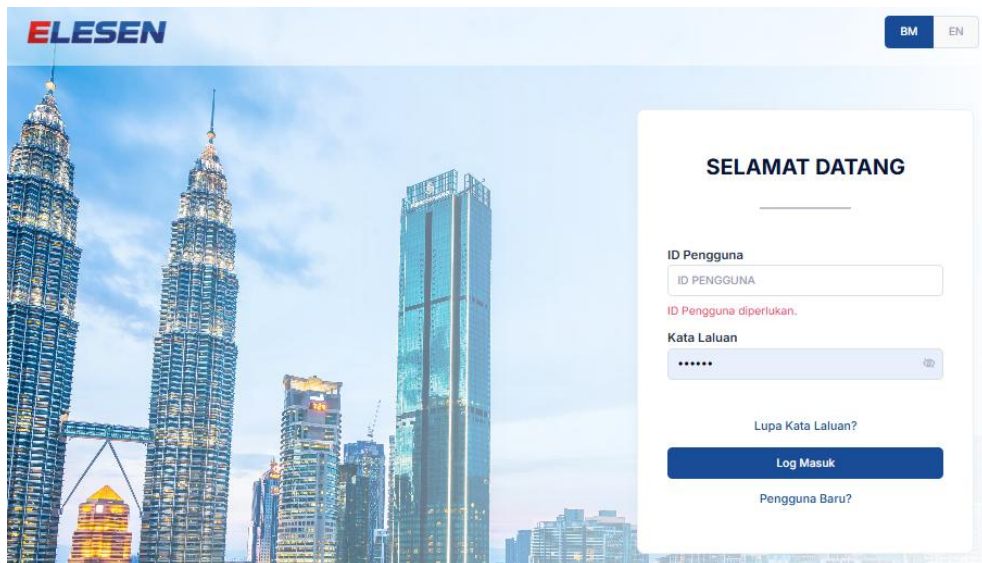 ELESEN
BM EN
SELAMAT DATANG
ID Pengguna
ID PENGGUNA
ID Pengguna diperlukan.
Kata Laluan
••••••
Lupa Kata Laluan?
Log Masuk
Pengguna Baru?